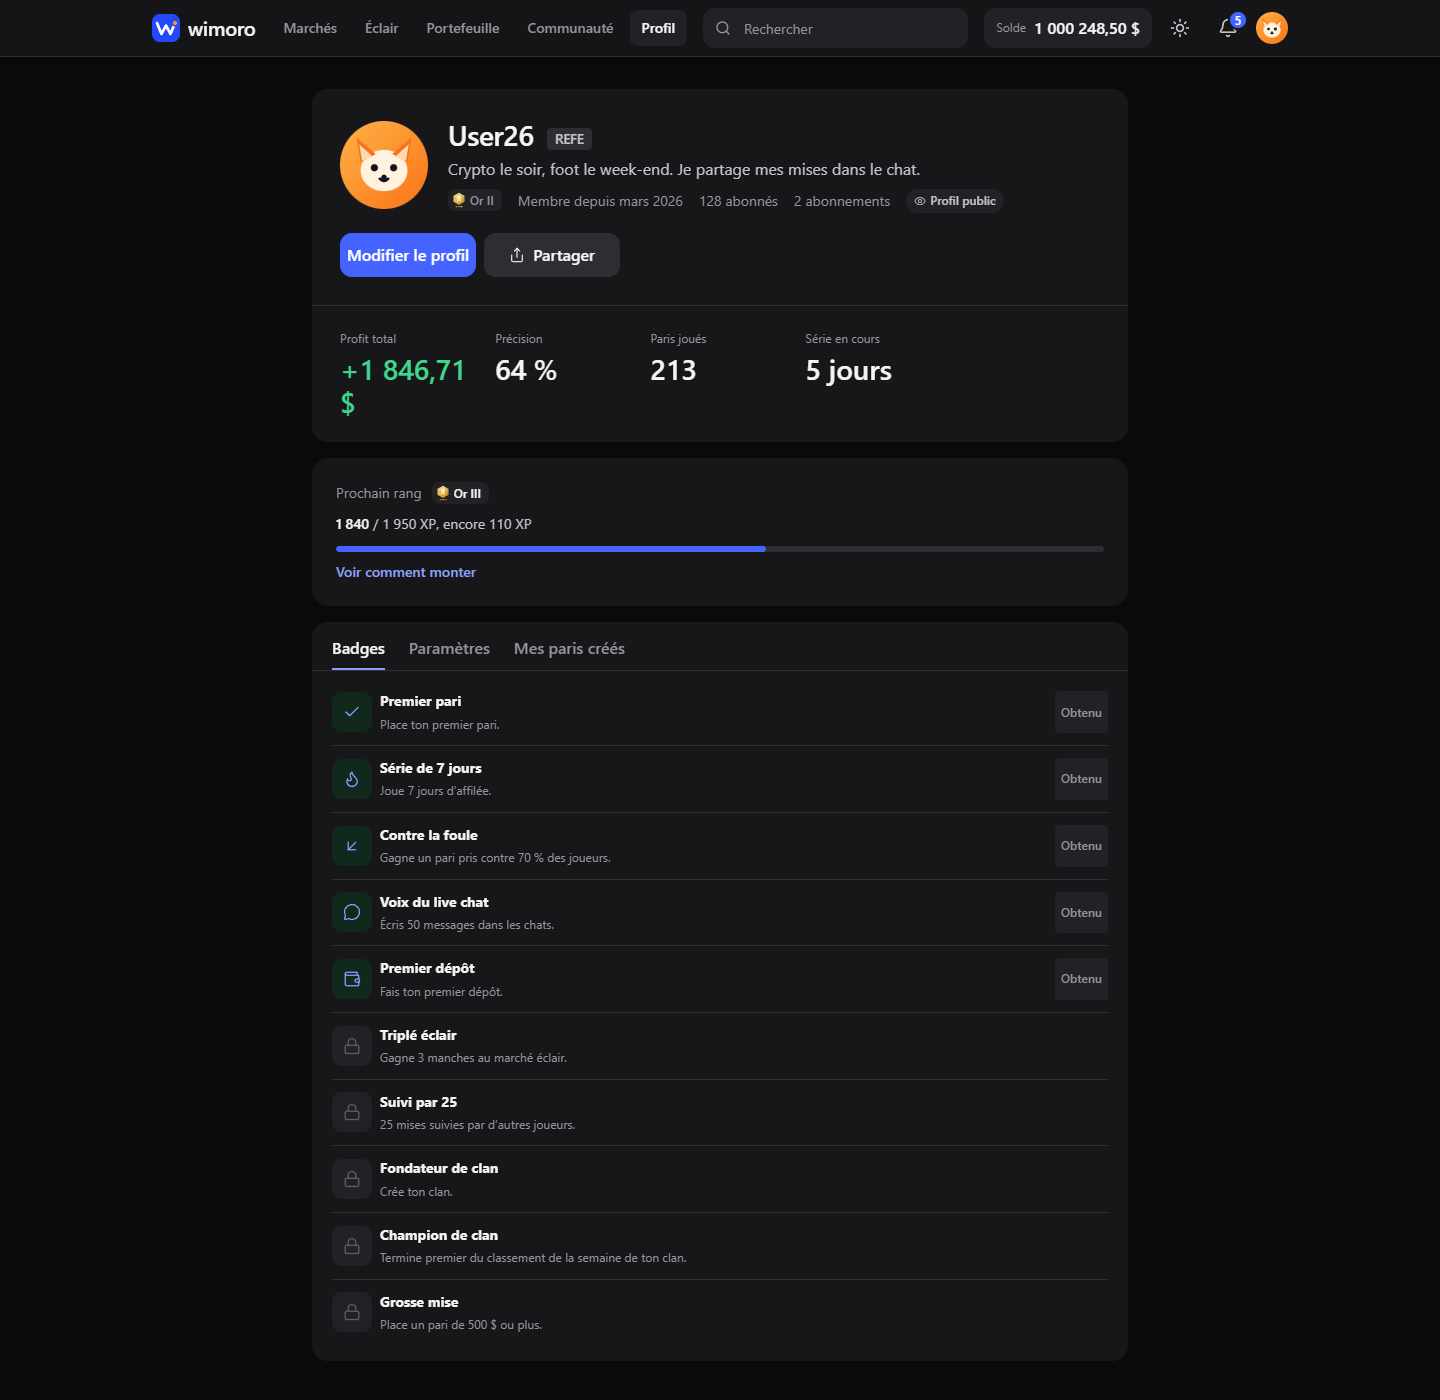 wimoro Marchés Éclair Portefeuille Communauté Profil Rechercher Solde 1 000 248,50 $ 5
User26 REFE
Crypto le soir, foot le week-end. Je partage mes mises dans le chat.
Or II Membre depuis mars 2026 128 abonnés 2 abonnements Profil public
Modifier le profil Partager
Profit total Précision Paris joués Série en cours
+1 846,71 64 % 213 5 jours
$
Prochain rang Or III
1 840 / 1 950 XP, encore 110 XP
Voir comment monter
Badges Paramètres Mes paris créés
Premier pari
Place ton premier pari.
Obtenu
Série de 7 jours
Joue 7 jours d'affilée.
Obtenu
Contre la foule
Gagne un pari pris contre 70 % des joueurs.
Obtenu
Voix du live chat
Écris 50 messages dans les chats.
Obtenu
Premier dépôt
Fais ton premier dépôt.
Obtenu
Triplé éclair
Gagne 3 manches au marché éclair.
Suivi par 25
25 mises suivies par d'autres joueurs.
Fondateur de clan
Crée ton clan.
Champion de clan
Termine premier du classement de la semaine de ton clan.
Grosse mise
Place un pari de 500 $ ou plus.